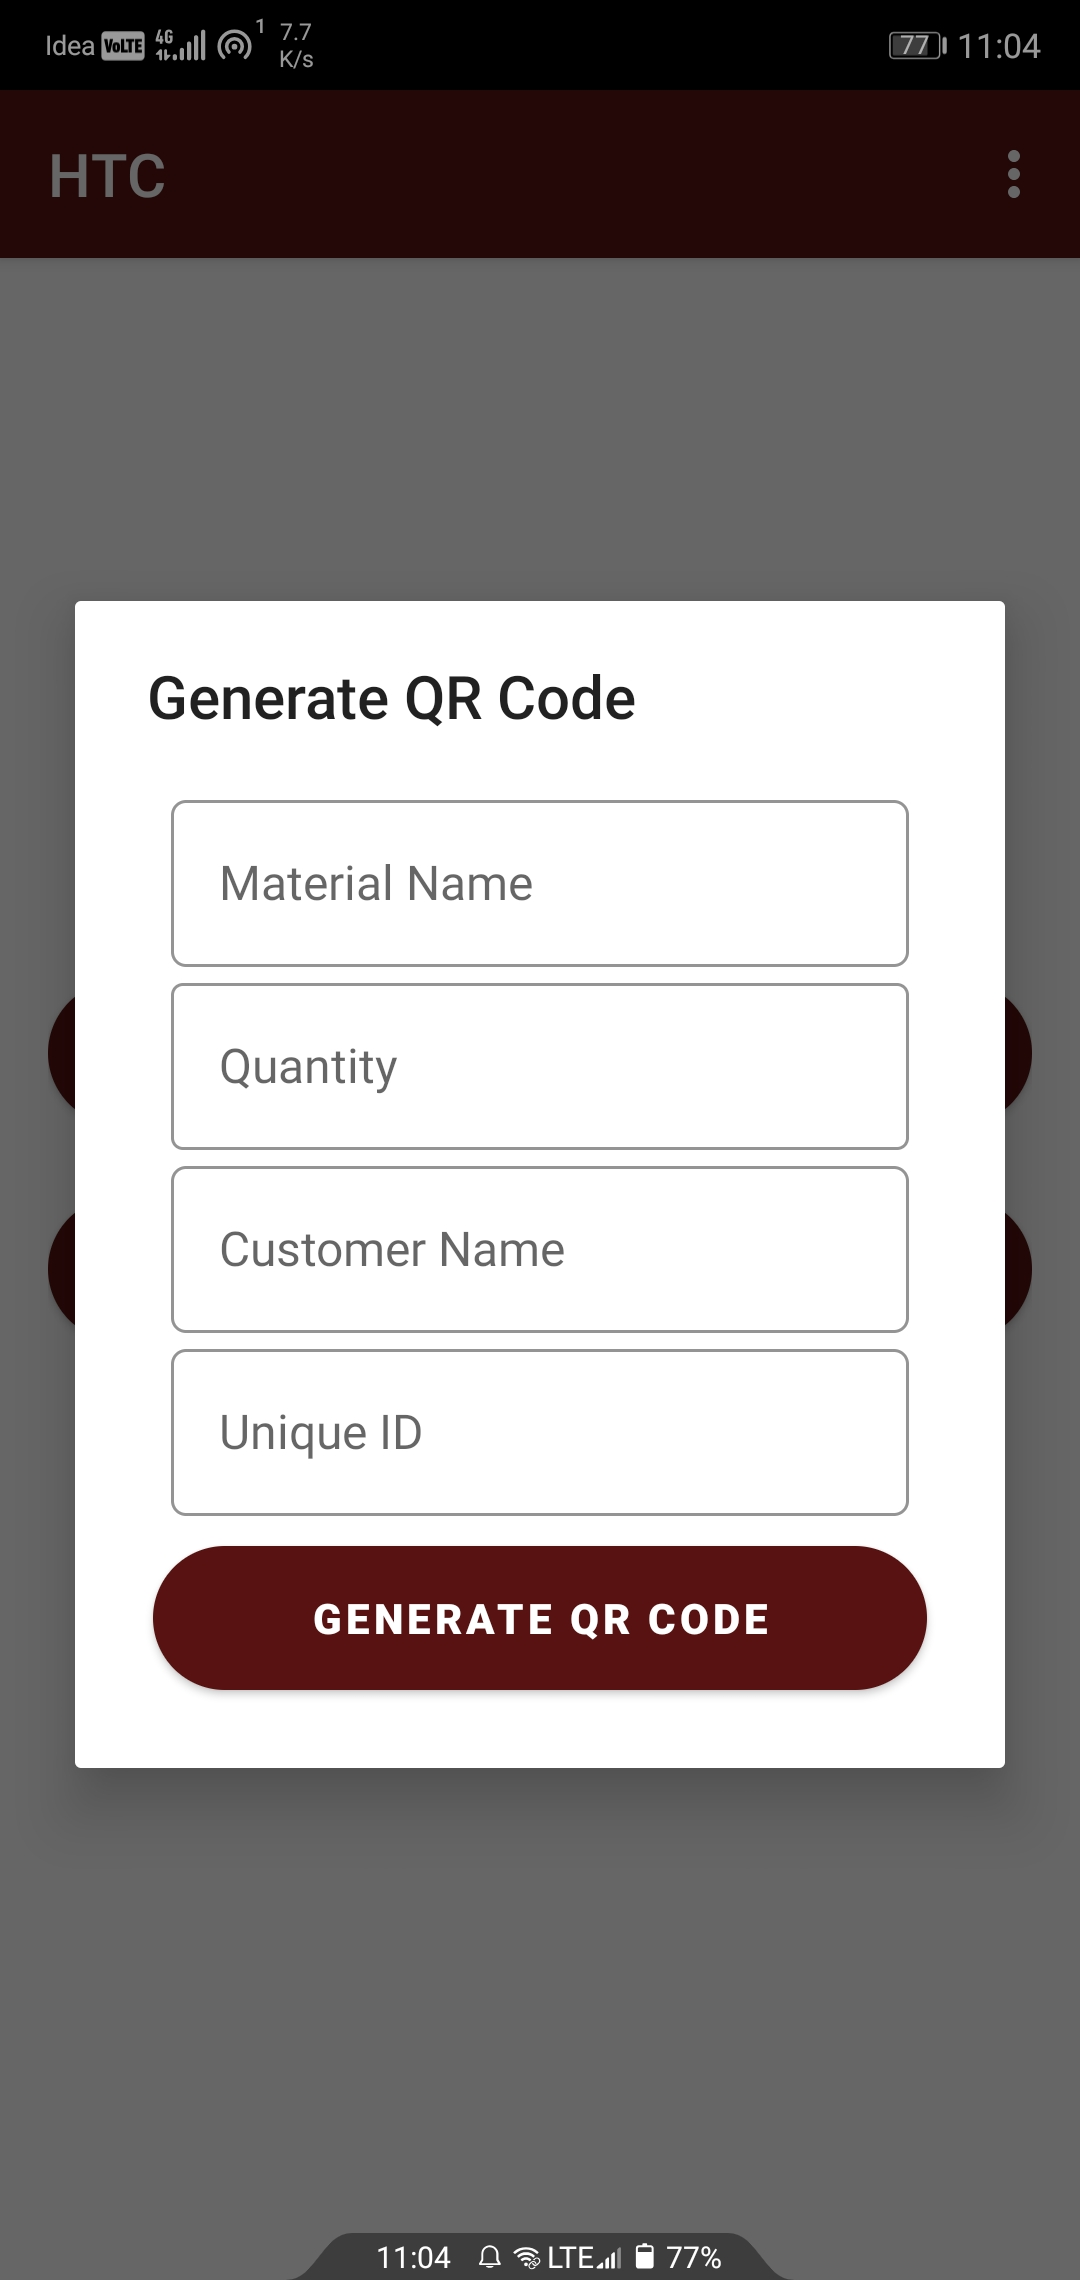 Idea VoLTE 4G 1 7.7 K/s 77 11:04
HTC
Generate QR Code
Material Name
Quantity
Customer Name
Unique ID
GENERATE QR CODE
11:04 LTE 77%